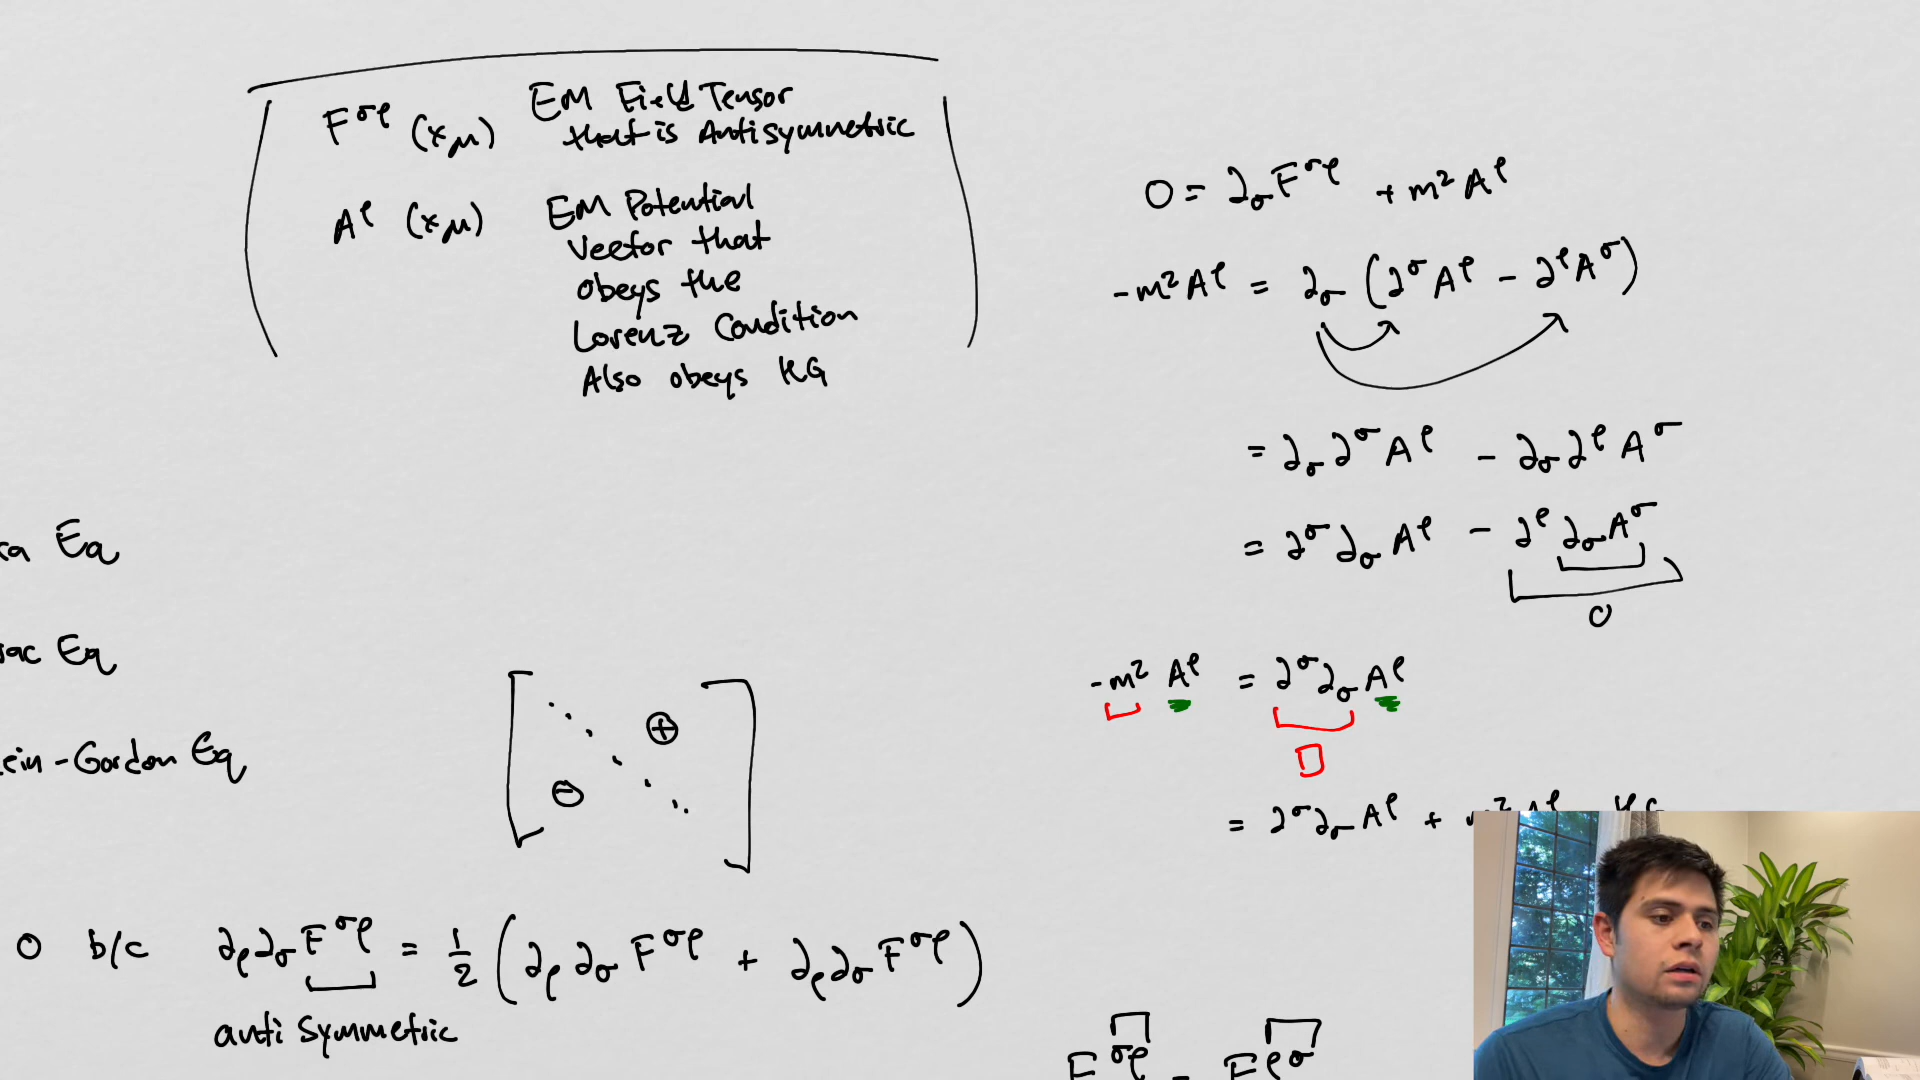 F^{σρ} (x_μ) EM Field Tensor
that is Antisymmetric
A^ρ (x_μ) EM Potential
Vector that
obeys the
Lorenz Condition
Also obeys KG
Eq
Eq
-Gordon Eq
⊕
⊖
0 b/c ∂_ρ∂_σ F^{σρ} = 1/2 (∂_ρ∂_σ F^{σρ} + ∂_ρ∂_σ F^{σρ})
anti symmetric
0 = ∂_σ F^{σρ} + m² A^ρ
-m² A^ρ = ∂_σ (∂^σ A^ρ - ∂^ρ A^σ)
= ∂_σ ∂^σ A^ρ - ∂_σ ∂^ρ A^σ
= ∂^σ ∂_σ A^ρ - ∂^ρ ∂_σ A^σ
0
-m² A^ρ = ∂^σ ∂_σ A^ρ
□
= ∂^σ ∂_σ A^ρ +
F^{σρ} - F^{ρσ}